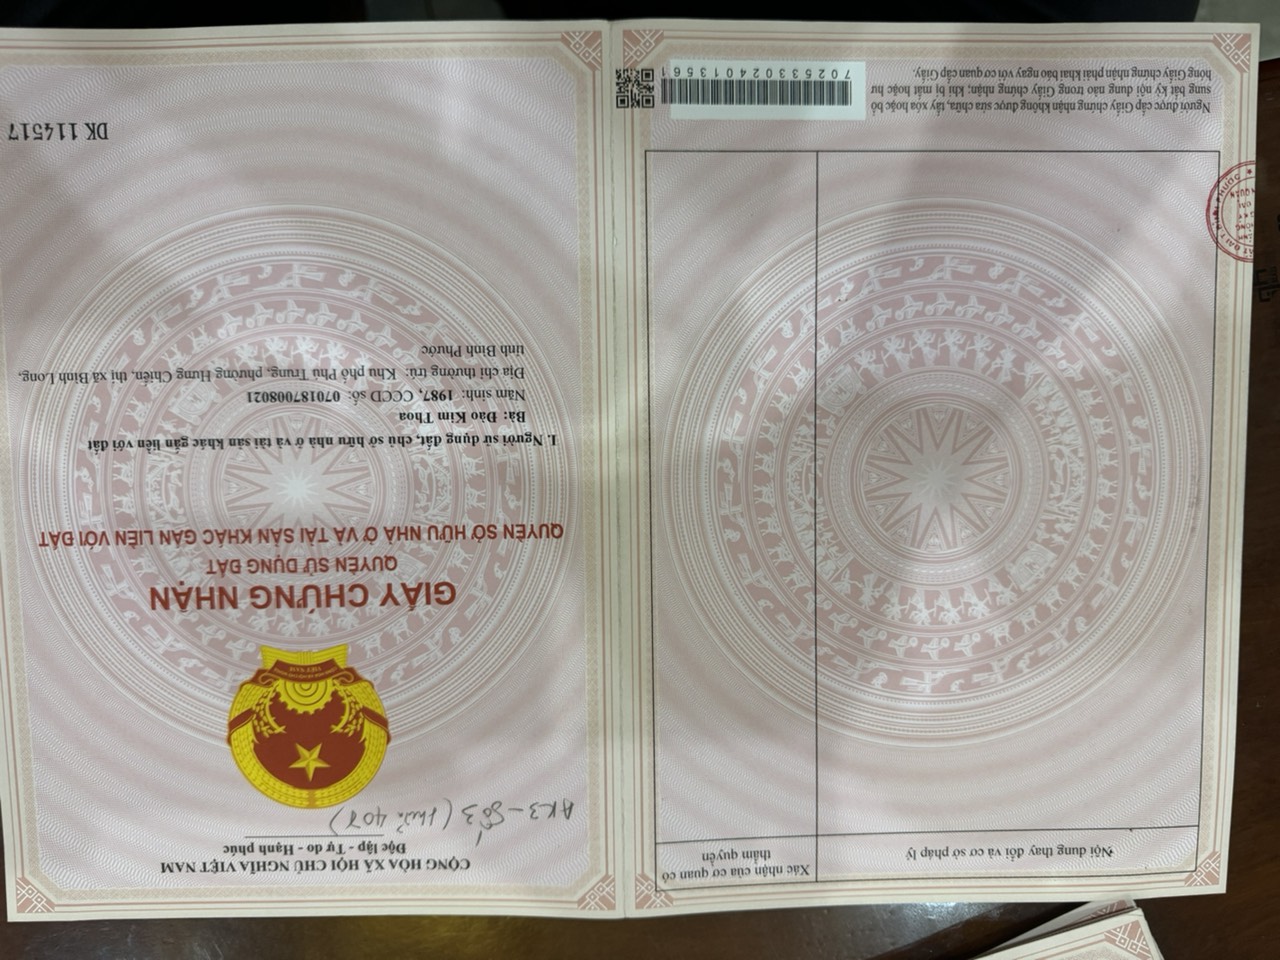 CỘNG HÒA XÃ HỘI CHỦ NGHĨA VIỆT NAM
Độc lập - Tự do - Hạnh phúc
AK3 - Số 3 (thửa 407)
VIỆT NAM
GIẤY CHỨNG NHẬN
QUYỀN SỬ DỤNG ĐẤT
QUYỀN SỞ HỮU NHÀ Ở VÀ TÀI SẢN KHÁC GẮN LIỀN VỚI ĐẤT
I. Người sử dụng đất, chủ sở hữu nhà ở và tài sản khác gắn liền với đất
Bà: Đào Kim Thoa
Năm sinh: 1987, CCCD số: 070187008021
Địa chỉ thường trú: Khu phố Phú Trung, phường Hưng Chiến, thị xã Bình Long,
tỉnh Bình Phước
DK 114517
Nội dung thay đổi và cơ sở pháp lý
Xác nhận của cơ quan có
thẩm quyền
Người được cấp Giấy chứng nhận không được sửa chữa, tẩy xóa hoặc bổ
sung bất kỳ nội dung nào trong Giấy chứng nhận; khi bị mất hoặc hư
hỏng Giấy chứng nhận phải khai báo ngay với cơ quan cấp Giấy.
702533024013561